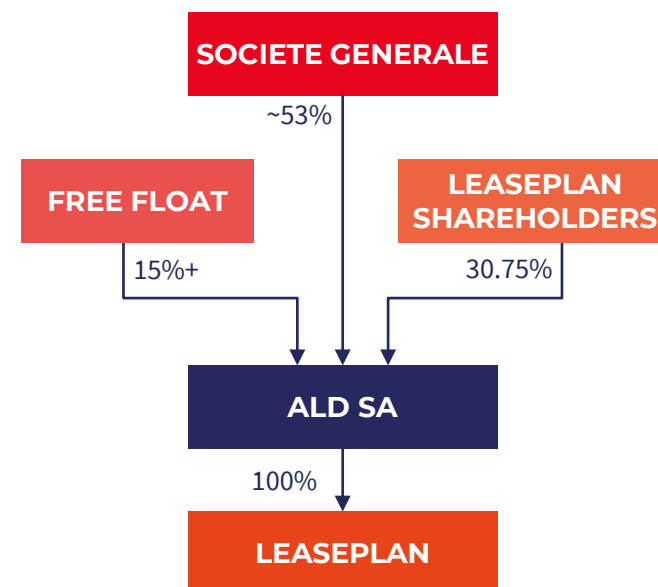 SOCIETE GENERALE
~53%
FREE FLOAT
LEASEPLAN
SHAREHOLDERS
15%+
30.75%
ALD SA
100%
LEASEPLAN